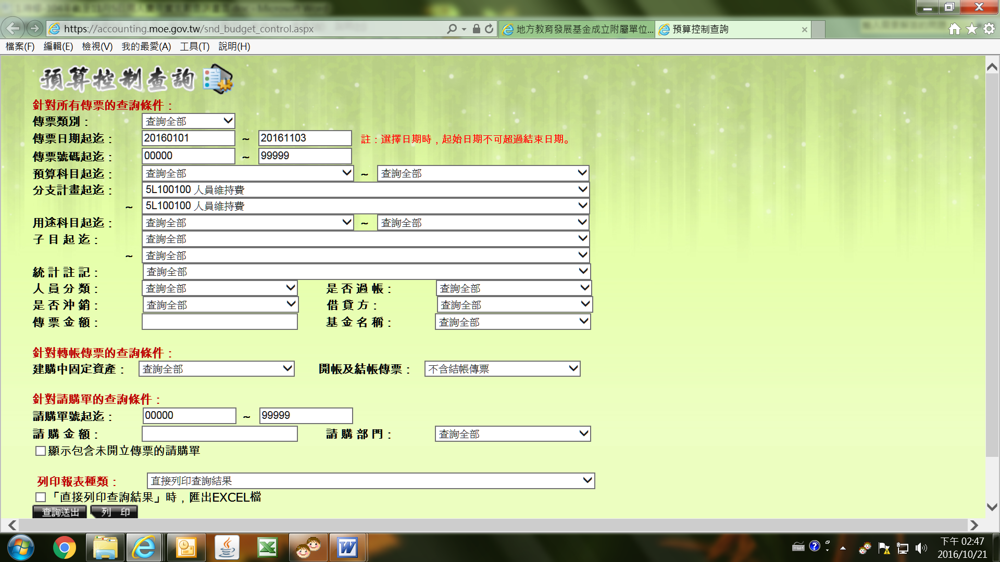 https://accounting.moe.gov.tw/snd_budget_control.aspx
地方教育發展基金成立附屬單位...
預算控制查詢
檔案(F) 編輯(E) 檢視(V) 我的最愛(A) 工具(T) 說明(H)
預算控制查詢
針對所有傳票的查詢條件：
傳票類別： 查詢全部
傳票日期起迄： 20160101 ~ 20161103 註：選擇日期時，起始日期不可超過結束日期。
傳票號碼起迄： 00000 ~ 99999
預算科目起迄： 查詢全部 ~ 查詢全部
分支計畫起迄： 5L100100 人員維持費
~ 5L100100 人員維持費
用途科目起迄： 查詢全部 ~ 查詢全部
子 目 起 迄： 查詢全部
~ 查詢全部
統 計 註 記： 查詢全部
人 員 分 類： 查詢全部 是 否 過 帳： 查詢全部
是 否 沖 銷： 查詢全部 借 貸 方： 查詢全部
傳 票 金 額： 基 金 名 稱： 查詢全部
針對轉帳傳票的查詢條件：
建購中固定資產： 查詢全部 開帳及結帳傳票： 不含結帳傳票
針對請購單的查詢條件：
請購單號起迄： 00000 ~ 99999
請 購 金 額： 請 購 部 門： 查詢全部
顯示包含未開立傳票的請購單
列印報表種類： 直接列印查詢結果
「直接列印查詢結果」時，匯出EXCEL檔
查詢送出 列 印
下午 02:47
2016/10/21